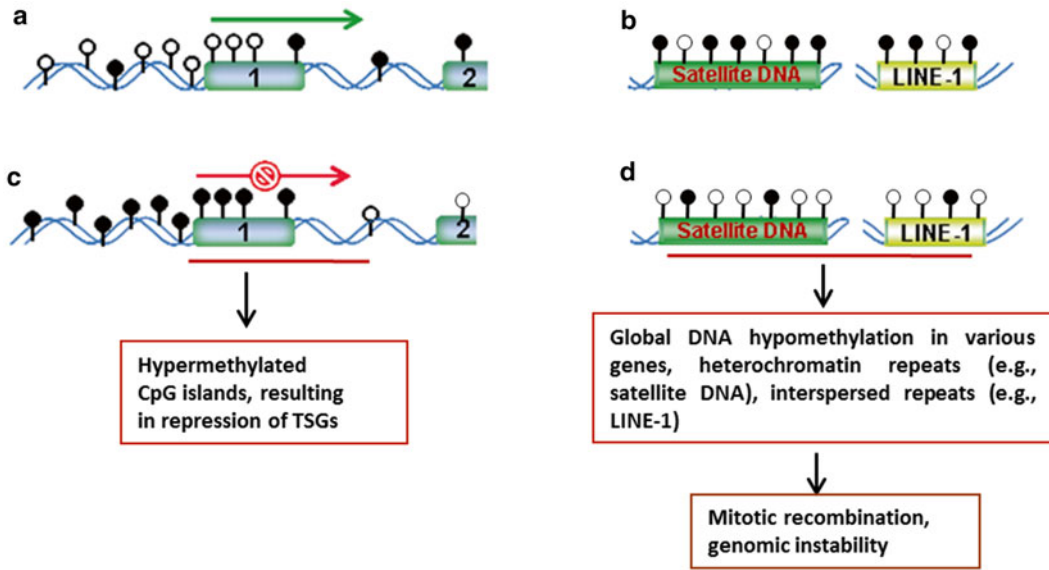 a
1
2
b
Satellite DNA
LINE-1
c
1
2
Hypermethylated
CpG islands, resulting
in repression of TSGs
d
Satellite DNA
LINE-1
Global DNA hypomethylation in various
genes, heterochromatin repeats (e.g.,
satellite DNA), interspersed repeats (e.g.,
LINE-1)
Mitotic recombination,
genomic instability